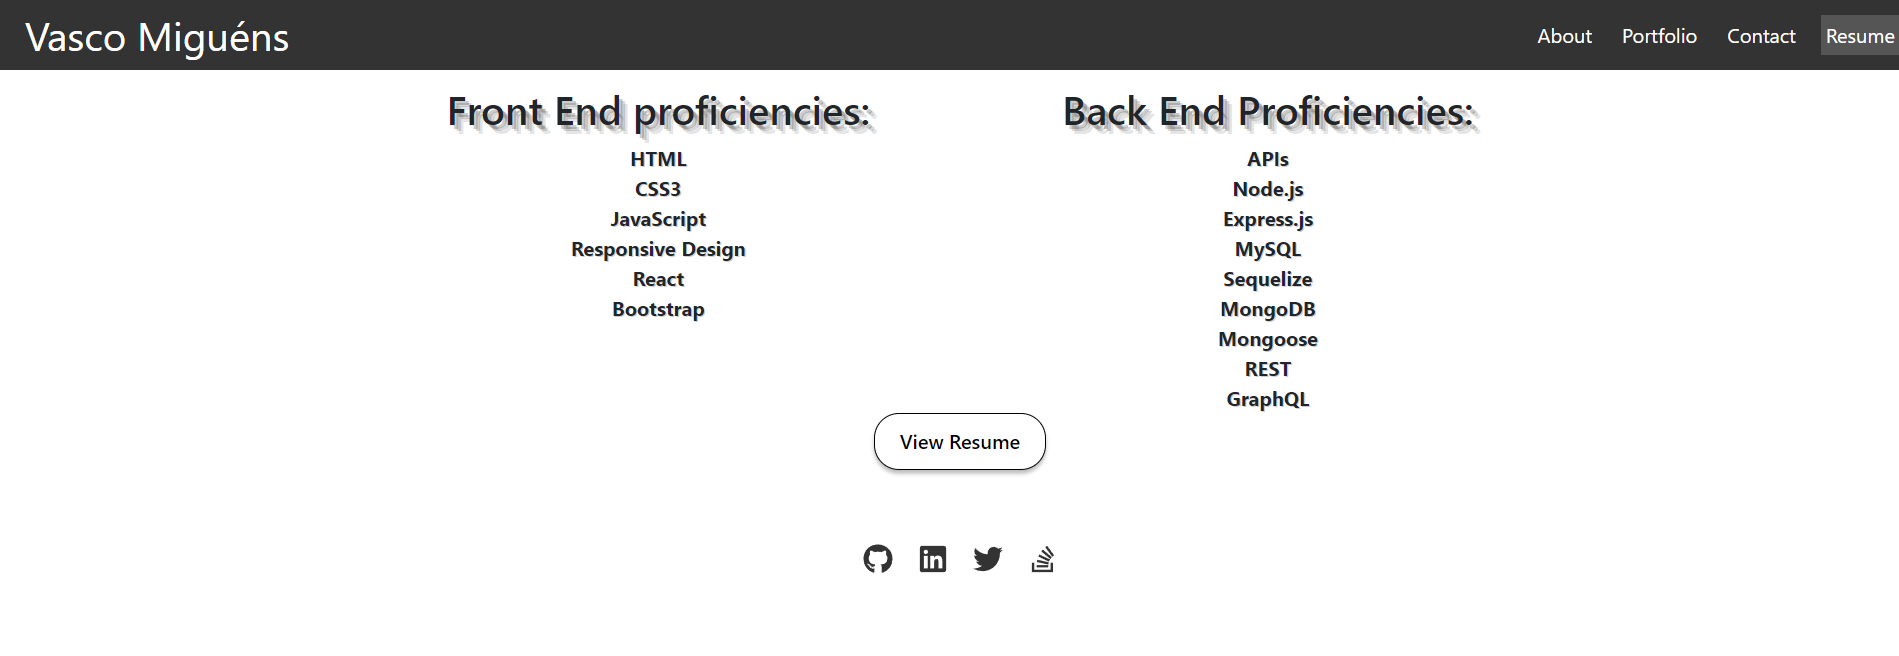 Vasco Miguéns
About Portfolio Contact Resume
Front End proficiencies:
HTML
CSS3
JavaScript
Responsive Design
React
Bootstrap
Back End Proficiencies:
APIs
Node.js
Express.js
MySQL
Sequelize
MongoDB
Mongoose
REST
GraphQL
View Resume
in